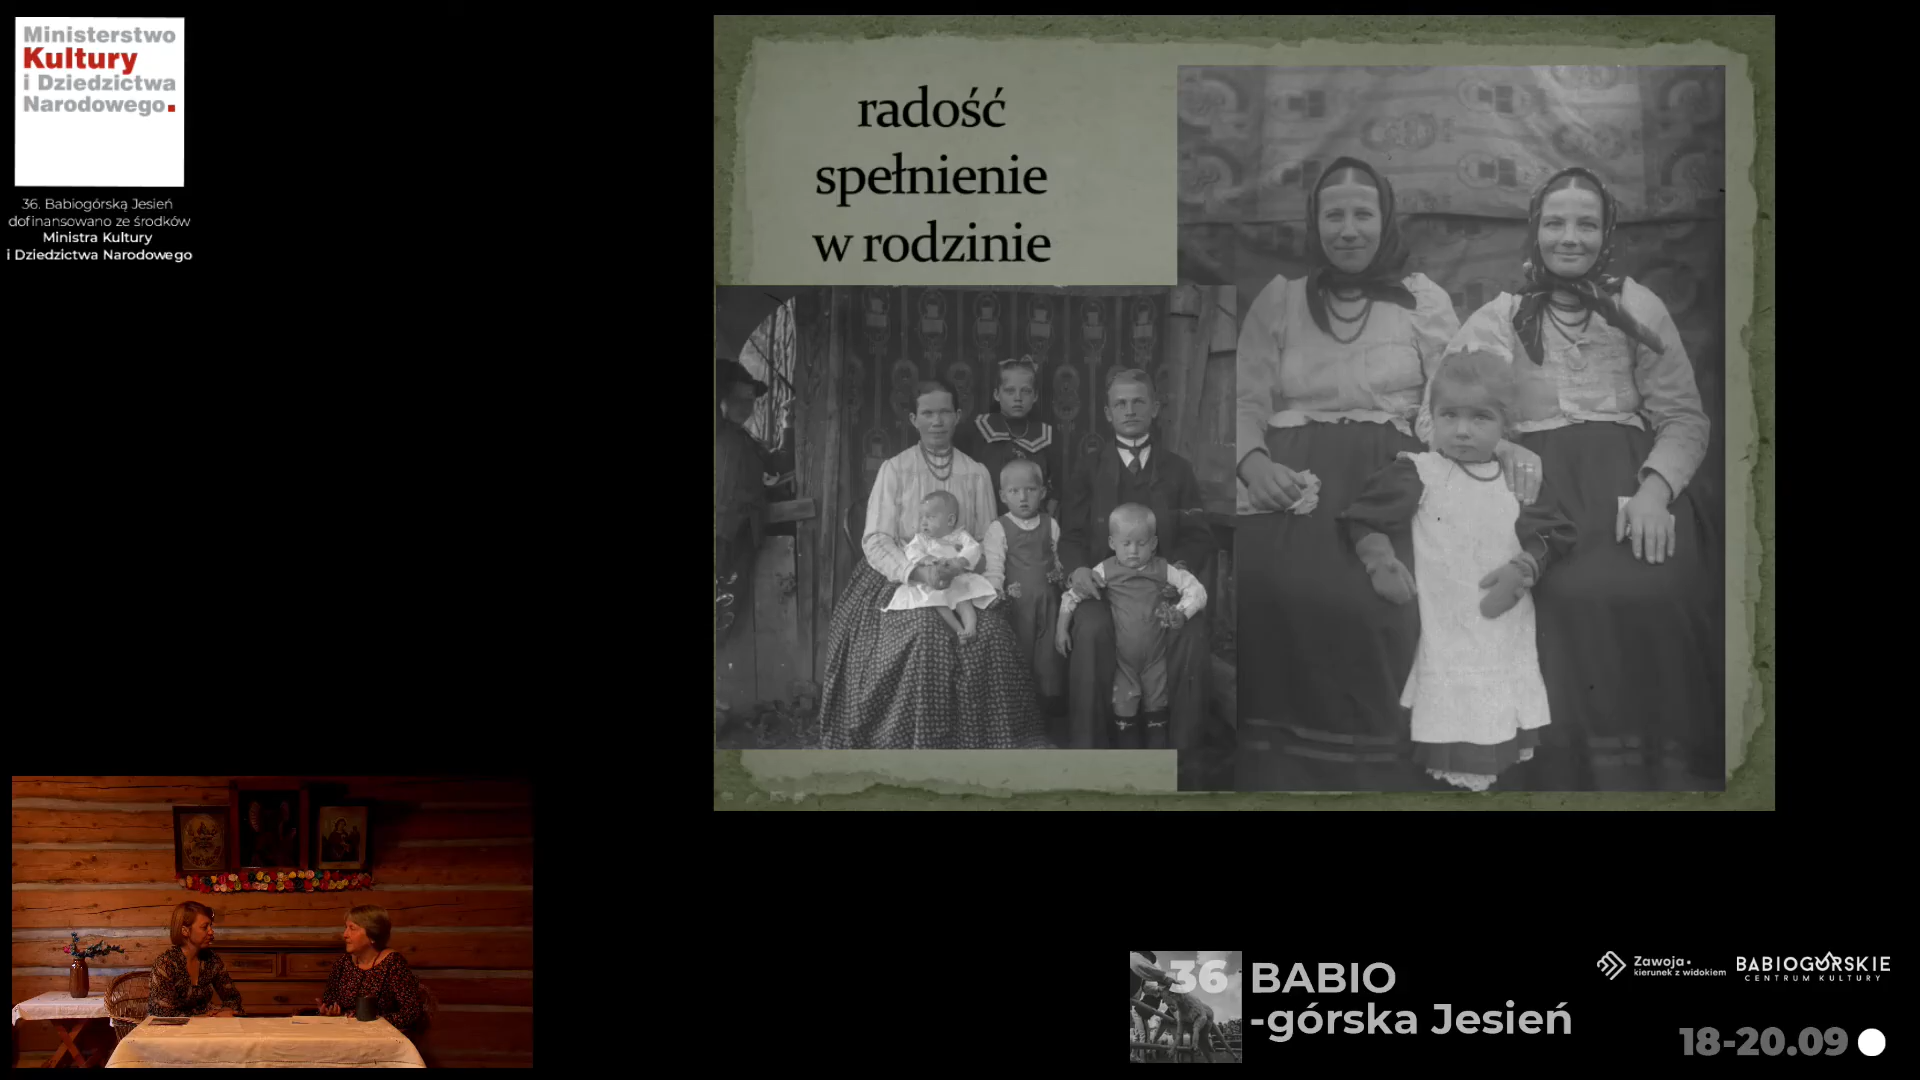 Ministerstwo
Kultury
i Dziedzictwa
Narodowego.
36. Babiogórską Jesień
dofinansowano ze środków
Ministra Kultury
i Dziedzictwa Narodowego
radość
spełnienie
w rodzinie
36 BABIO
-górska Jesień
Zawoja
kierunek z widokiem
BABIOGÓRSKIE
CENTRUM KULTURY
18-20.09